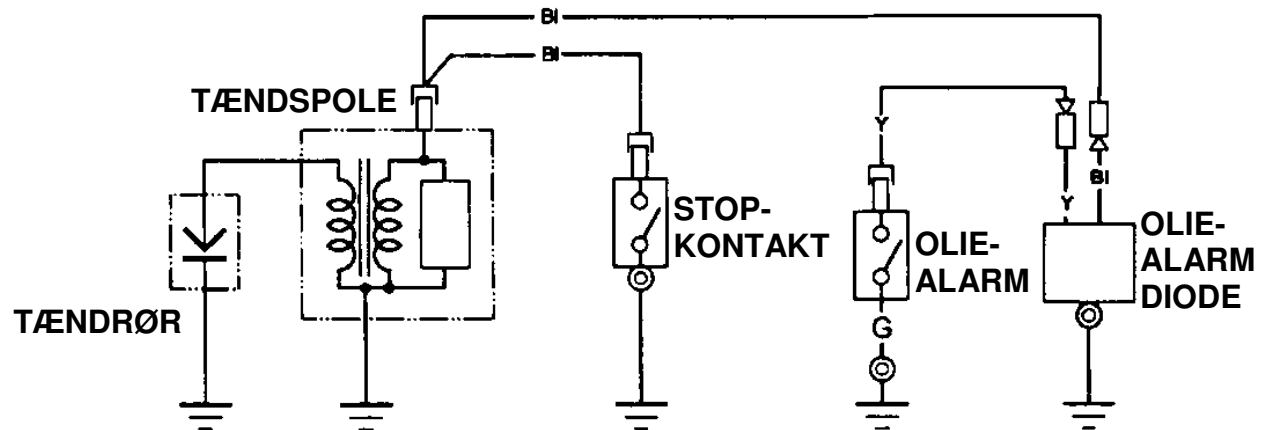 Bl
Bl
TÆNDSPOLE
Y
Bl
Y
STOP-
KONTAKT
OLIE-
ALARM
OLIE-
ALARM
DIODE
TÆNDRØR
G